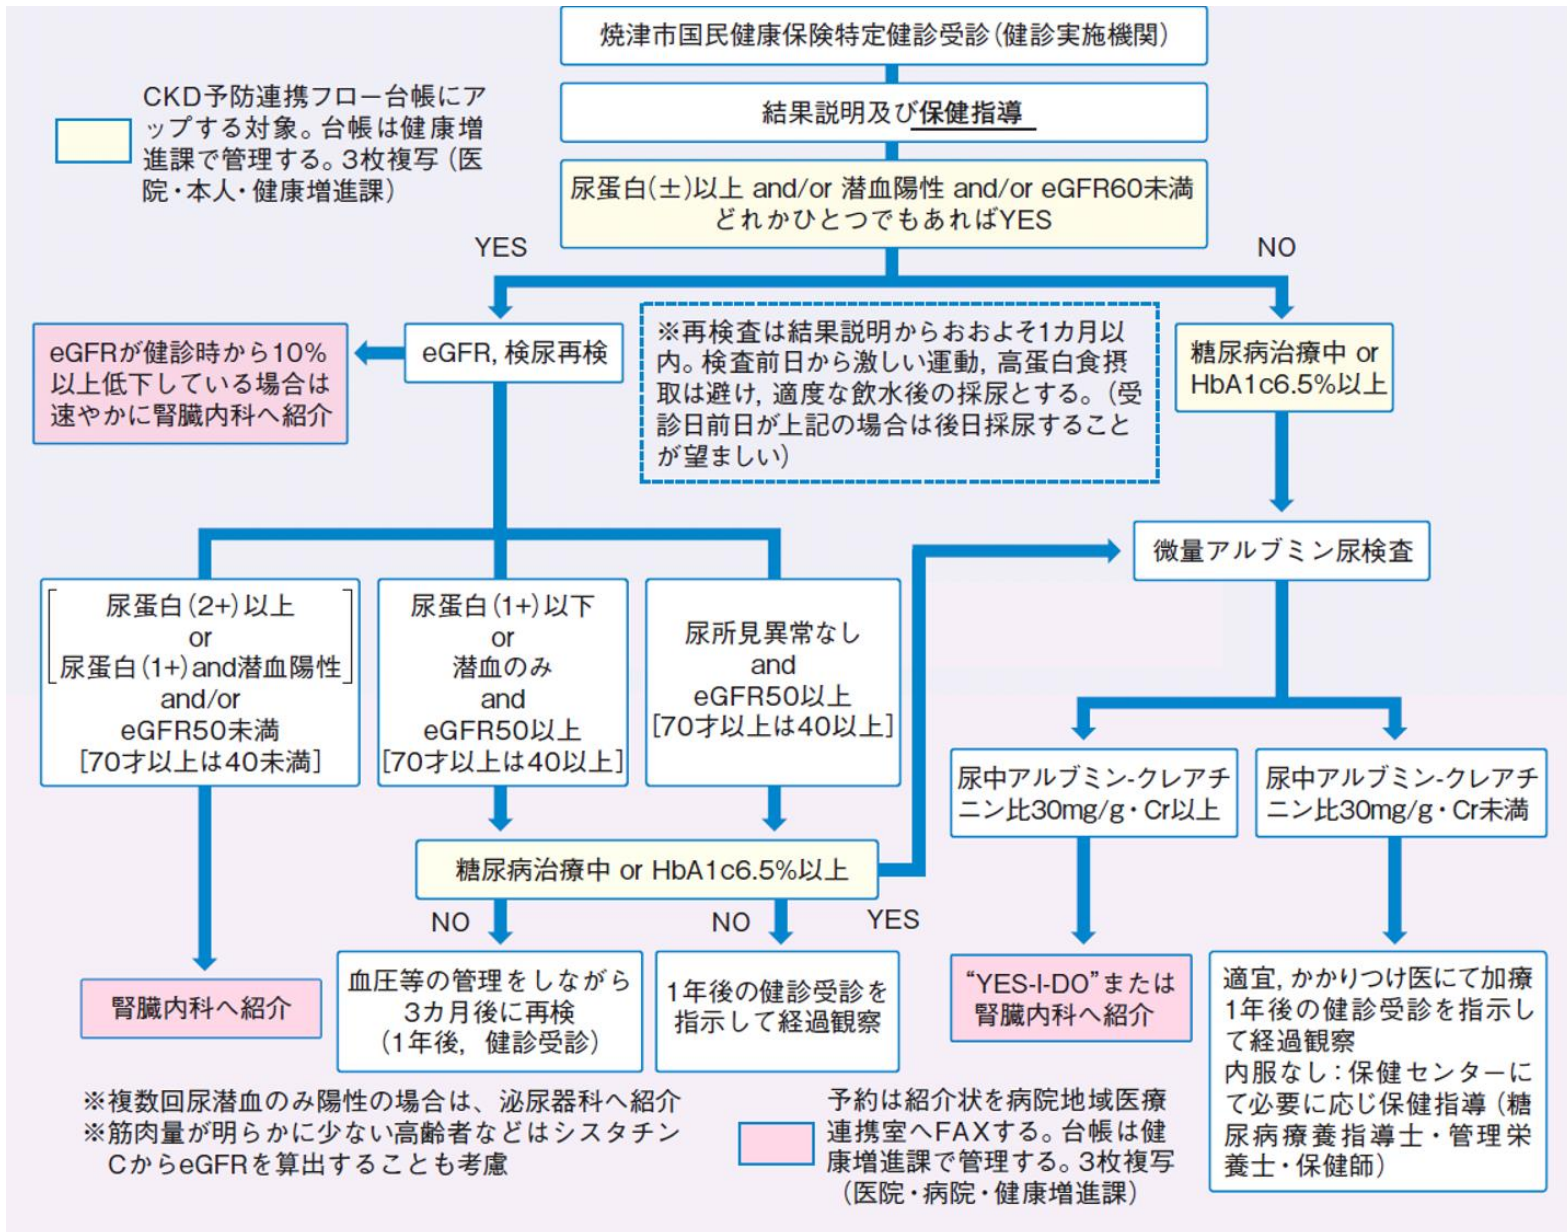 焼津市国民健康保険特定健診受診（健診実施機関）
結果説明及び保健指導
CKD予防連携フロー台帳にア
ップする対象。台帳は健康増
進課で管理する。3枚複写（医
院・本人・健康増進課）
尿蛋白（±）以上 and/or 潜血陽性 and/or eGFR60未満
どれかひとつでもあればYES
YES
NO
eGFRが健診時から10%
以上低下している場合は
速やかに腎臓内科へ紹介
eGFR, 検尿再検
※再検査は結果説明からおおよそ1カ月以
内。検査前日から激しい運動, 高蛋白食摂
取は避け, 適度な飲水後の採尿とする。（受
診日前日が上記の場合は後日採尿すること
が望ましい）
糖尿病治療中 or
HbA1c6.5%以上
微量アルブミン尿検査
尿蛋白（2+）以上
or
尿蛋白（1+）and潜血陽性
and/or
eGFR50未満
[70才以上は40未満]
尿蛋白（1+）以下
or
潜血のみ
and
eGFR50以上
[70才以上は40以上]
尿所見異常なし
and
eGFR50以上
[70才以上は40以上]
尿中アルブミン-クレアチ
ニン比30mg/g・Cr以上
尿中アルブミン-クレアチ
ニン比30mg/g・Cr未満
糖尿病治療中 or HbA1c6.5%以上
NO
NO
YES
腎臓内科へ紹介
血圧等の管理をしながら
3カ月後に再検
（1年後, 健診受診）
1年後の健診受診を
指示して経過観察
“YES-I-DO”または
腎臓内科へ紹介
適宜, かかりつけ医にて加療
1年後の健診受診を指示し
て経過観察
内服なし：保健センターに
て必要に応じ保健指導（糖
尿病療養指導士・管理栄
養士・保健師）
※複数回尿潜血のみ陽性の場合は、泌尿器科へ紹介
※筋肉量が明らかに少ない高齢者などはシスタチン
CからeGFRを算出することも考慮
予約は紹介状を病院地域医療
連携室へFAXする。台帳は健
康増進課で管理する。3枚複写
（医院・病院・健康増進課）